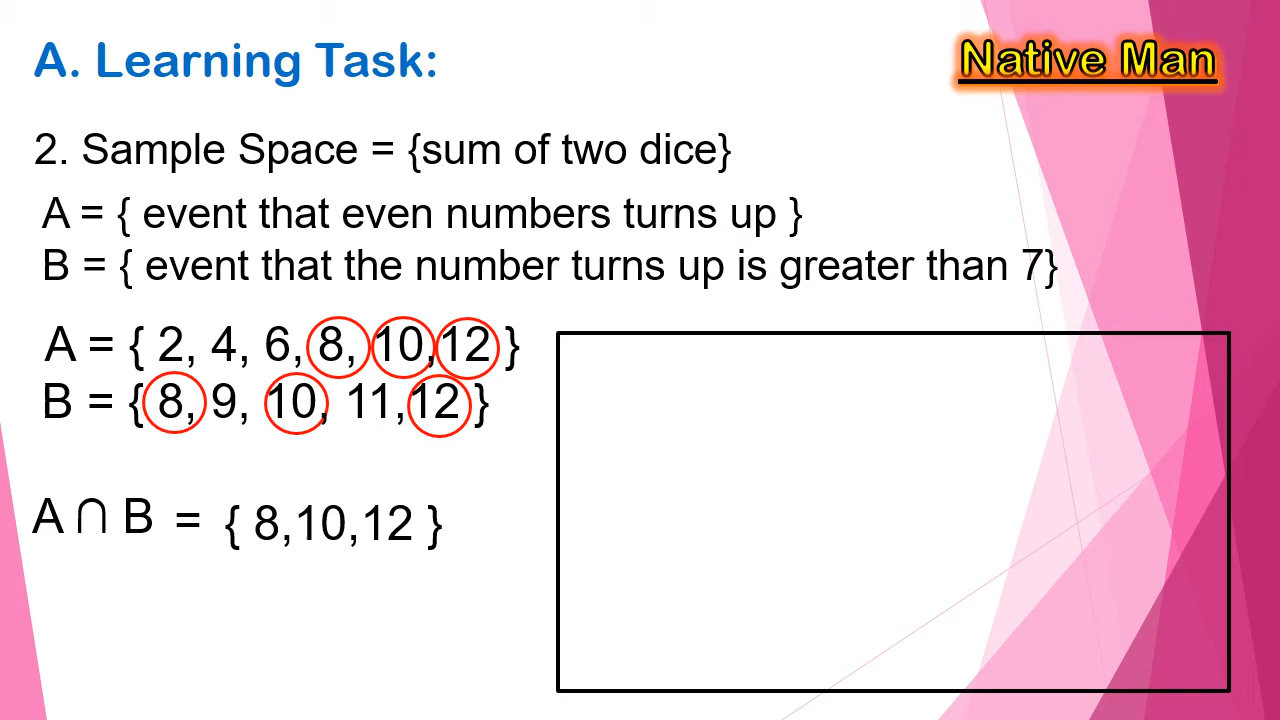 A. Learning Task:
Native Man
2. Sample Space = {sum of two dice}
A = { event that even numbers turns up }
B = { event that the number turns up is greater than 7}
A = { 2, 4, 6, 8, 10,12 }
B = { 8, 9, 10, 11,12 }
A ∩ B = { 8,10,12 }